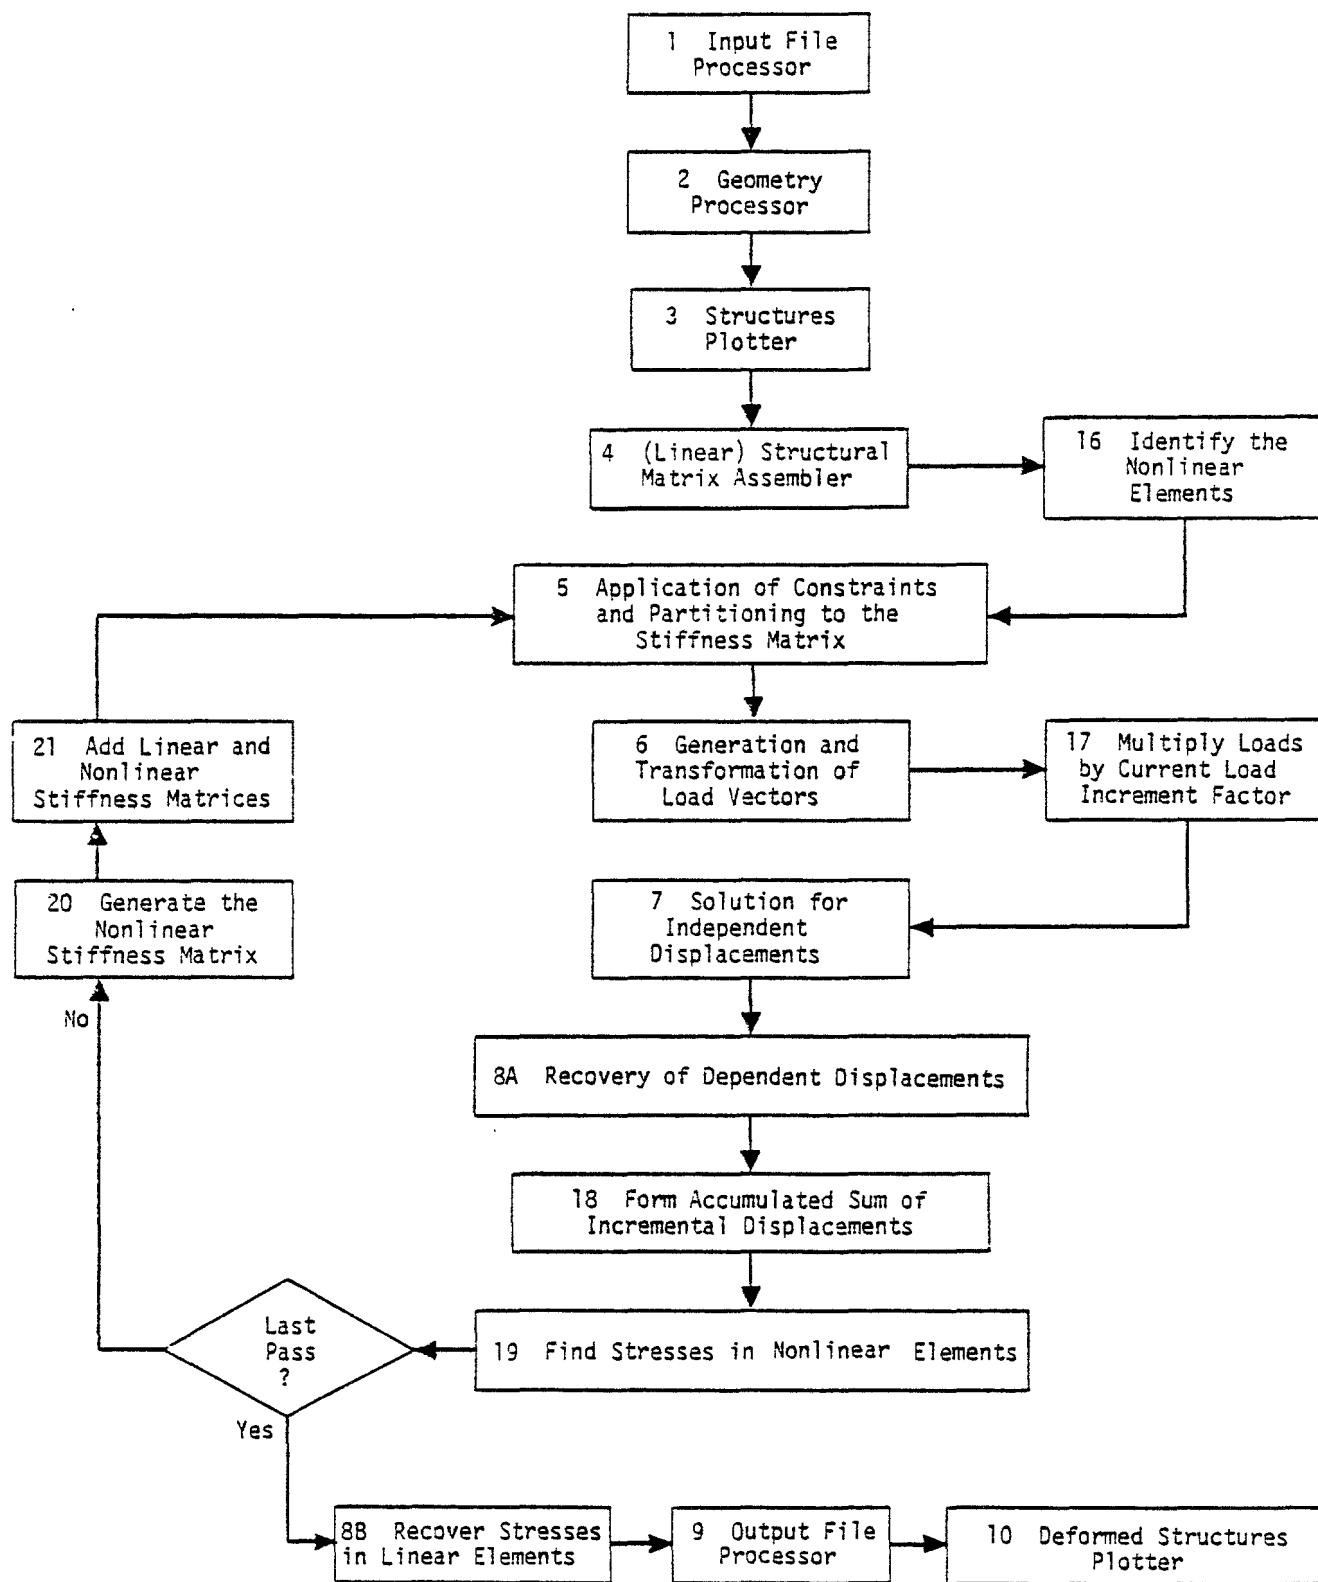 1 Input File
Processor
2 Geometry
Processor
3 Structures
Plotter
4 (Linear) Structural
Matrix Assembler
16 Identify the
Nonlinear
Elements
5 Application of Constraints
and Partitioning to the
Stiffness Matrix
21 Add Linear and
Nonlinear
Stiffness Matrices
6 Generation and
Transformation of
Load Vectors
17 Multiply Loads
by Current Load
Increment Factor
20 Generate the
Nonlinear
Stiffness Matrix
7 Solution for
Independent
Displacements
No
8A Recovery of Dependent Displacements
18 Form Accumulated Sum of
Incremental Displacements
Last
Pass
?
19 Find Stresses in Nonlinear Elements
Yes
8B Recover Stresses
in Linear Elements
9 Output File
Processor
10 Deformed Structures
Plotter